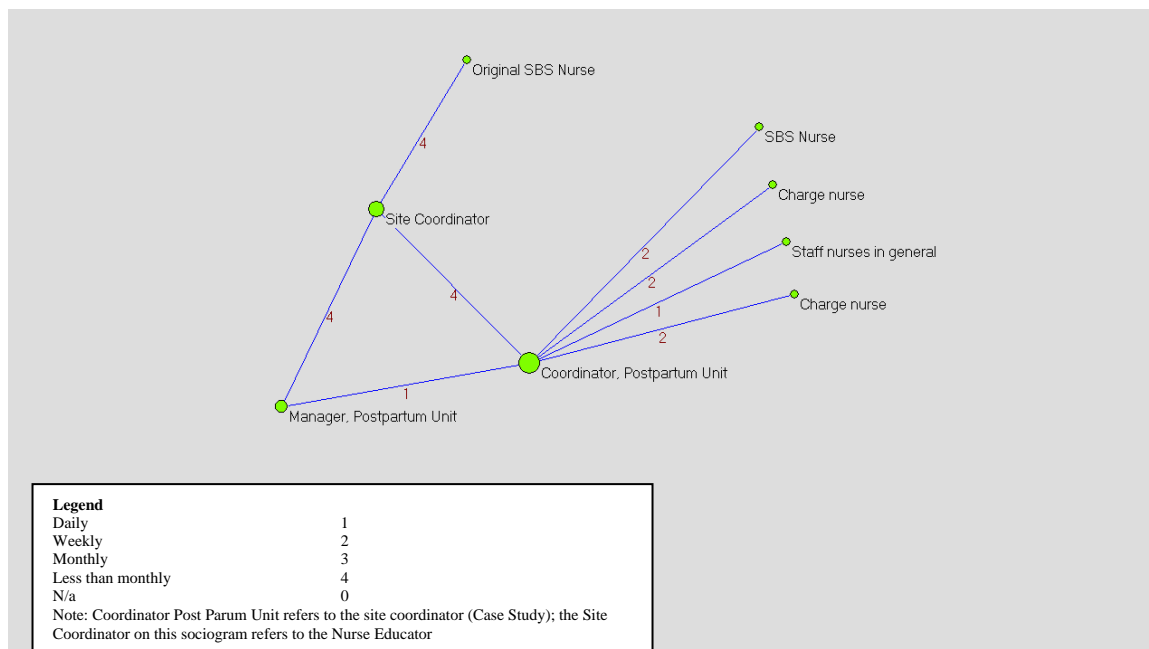 Original SBS Nurse
SBS Nurse
4
Charge nurse
Site Coordinator
Staff nurses in general
2
2
4
Charge nurse
1
4
2
Coordinator, Postpartum Unit
1
Manager, Postpartum Unit
Legend
Daily 1
Weekly 2
Monthly 3
Less than monthly 4
N/a 0
Note: Coordinator Post Parum Unit refers to the site coordinator (Case Study); the Site
Coordinator on this sociogram refers to the Nurse Educator